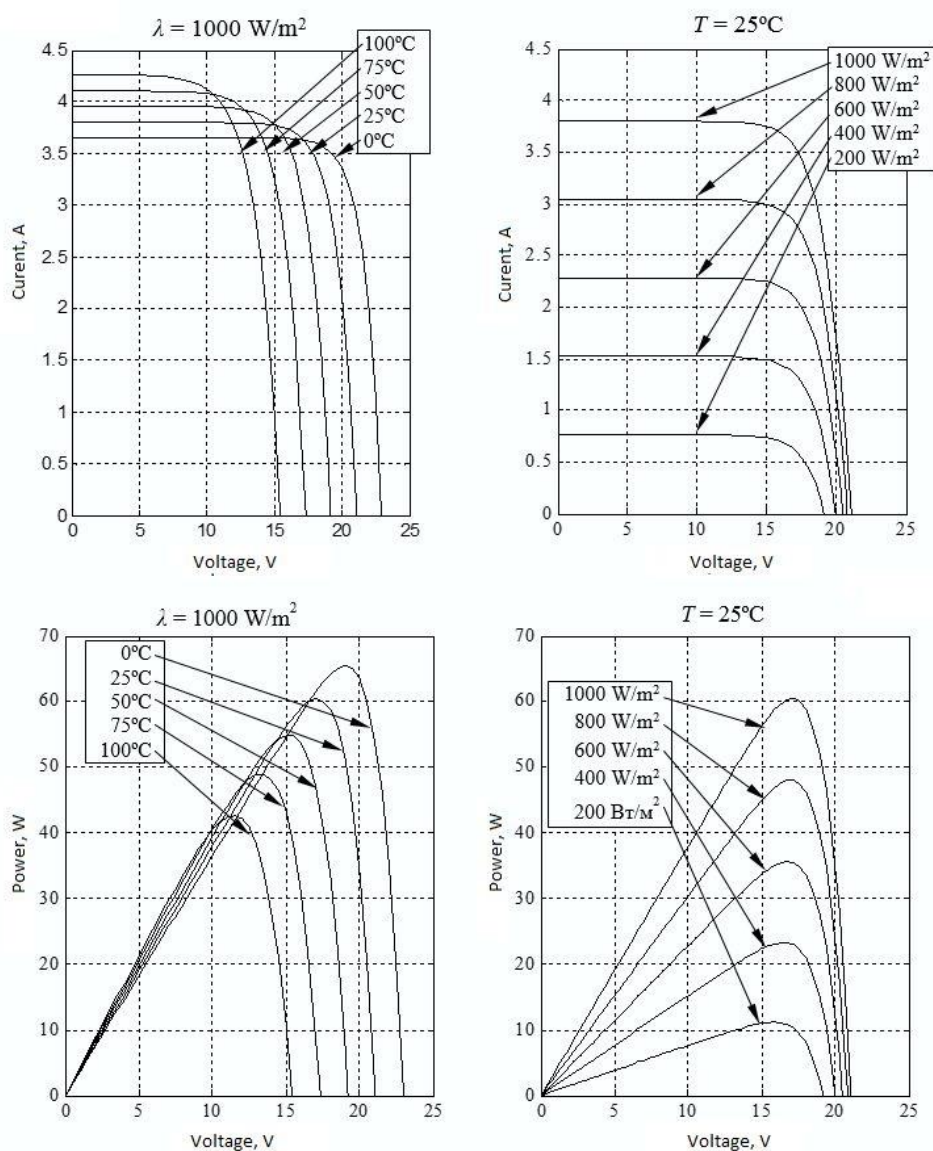 λ = 1000 W/m²
100ºC
75ºC
50ºC
25ºC
0ºC
4.5
4
3.5
3
2.5
2
1.5
1
0.5
0
Curent, A
0 5 10 15 20 25
Voltage, V
T = 25ºC
1000 W/m²
800 W/m²
600 W/m²
400 W/m²
200 W/m²
4.5
4
3.5
3
2.5
2
1.5
1
0.5
0
Curent, A
0 5 10 15 20 25
Voltage, V
λ = 1000 W/m²
0ºC
25ºC
50ºC
75ºC
100ºC
70
60
50
40
30
20
10
0
Power, W
0 5 10 15 20 25
Voltage, V
T = 25ºC
1000 W/m²
800 W/m²
600 W/m²
400 W/m²
200 Вт/м²
70
60
50
40
30
20
10
0
Power, W
0 5 10 15 20 25
Voltage, V